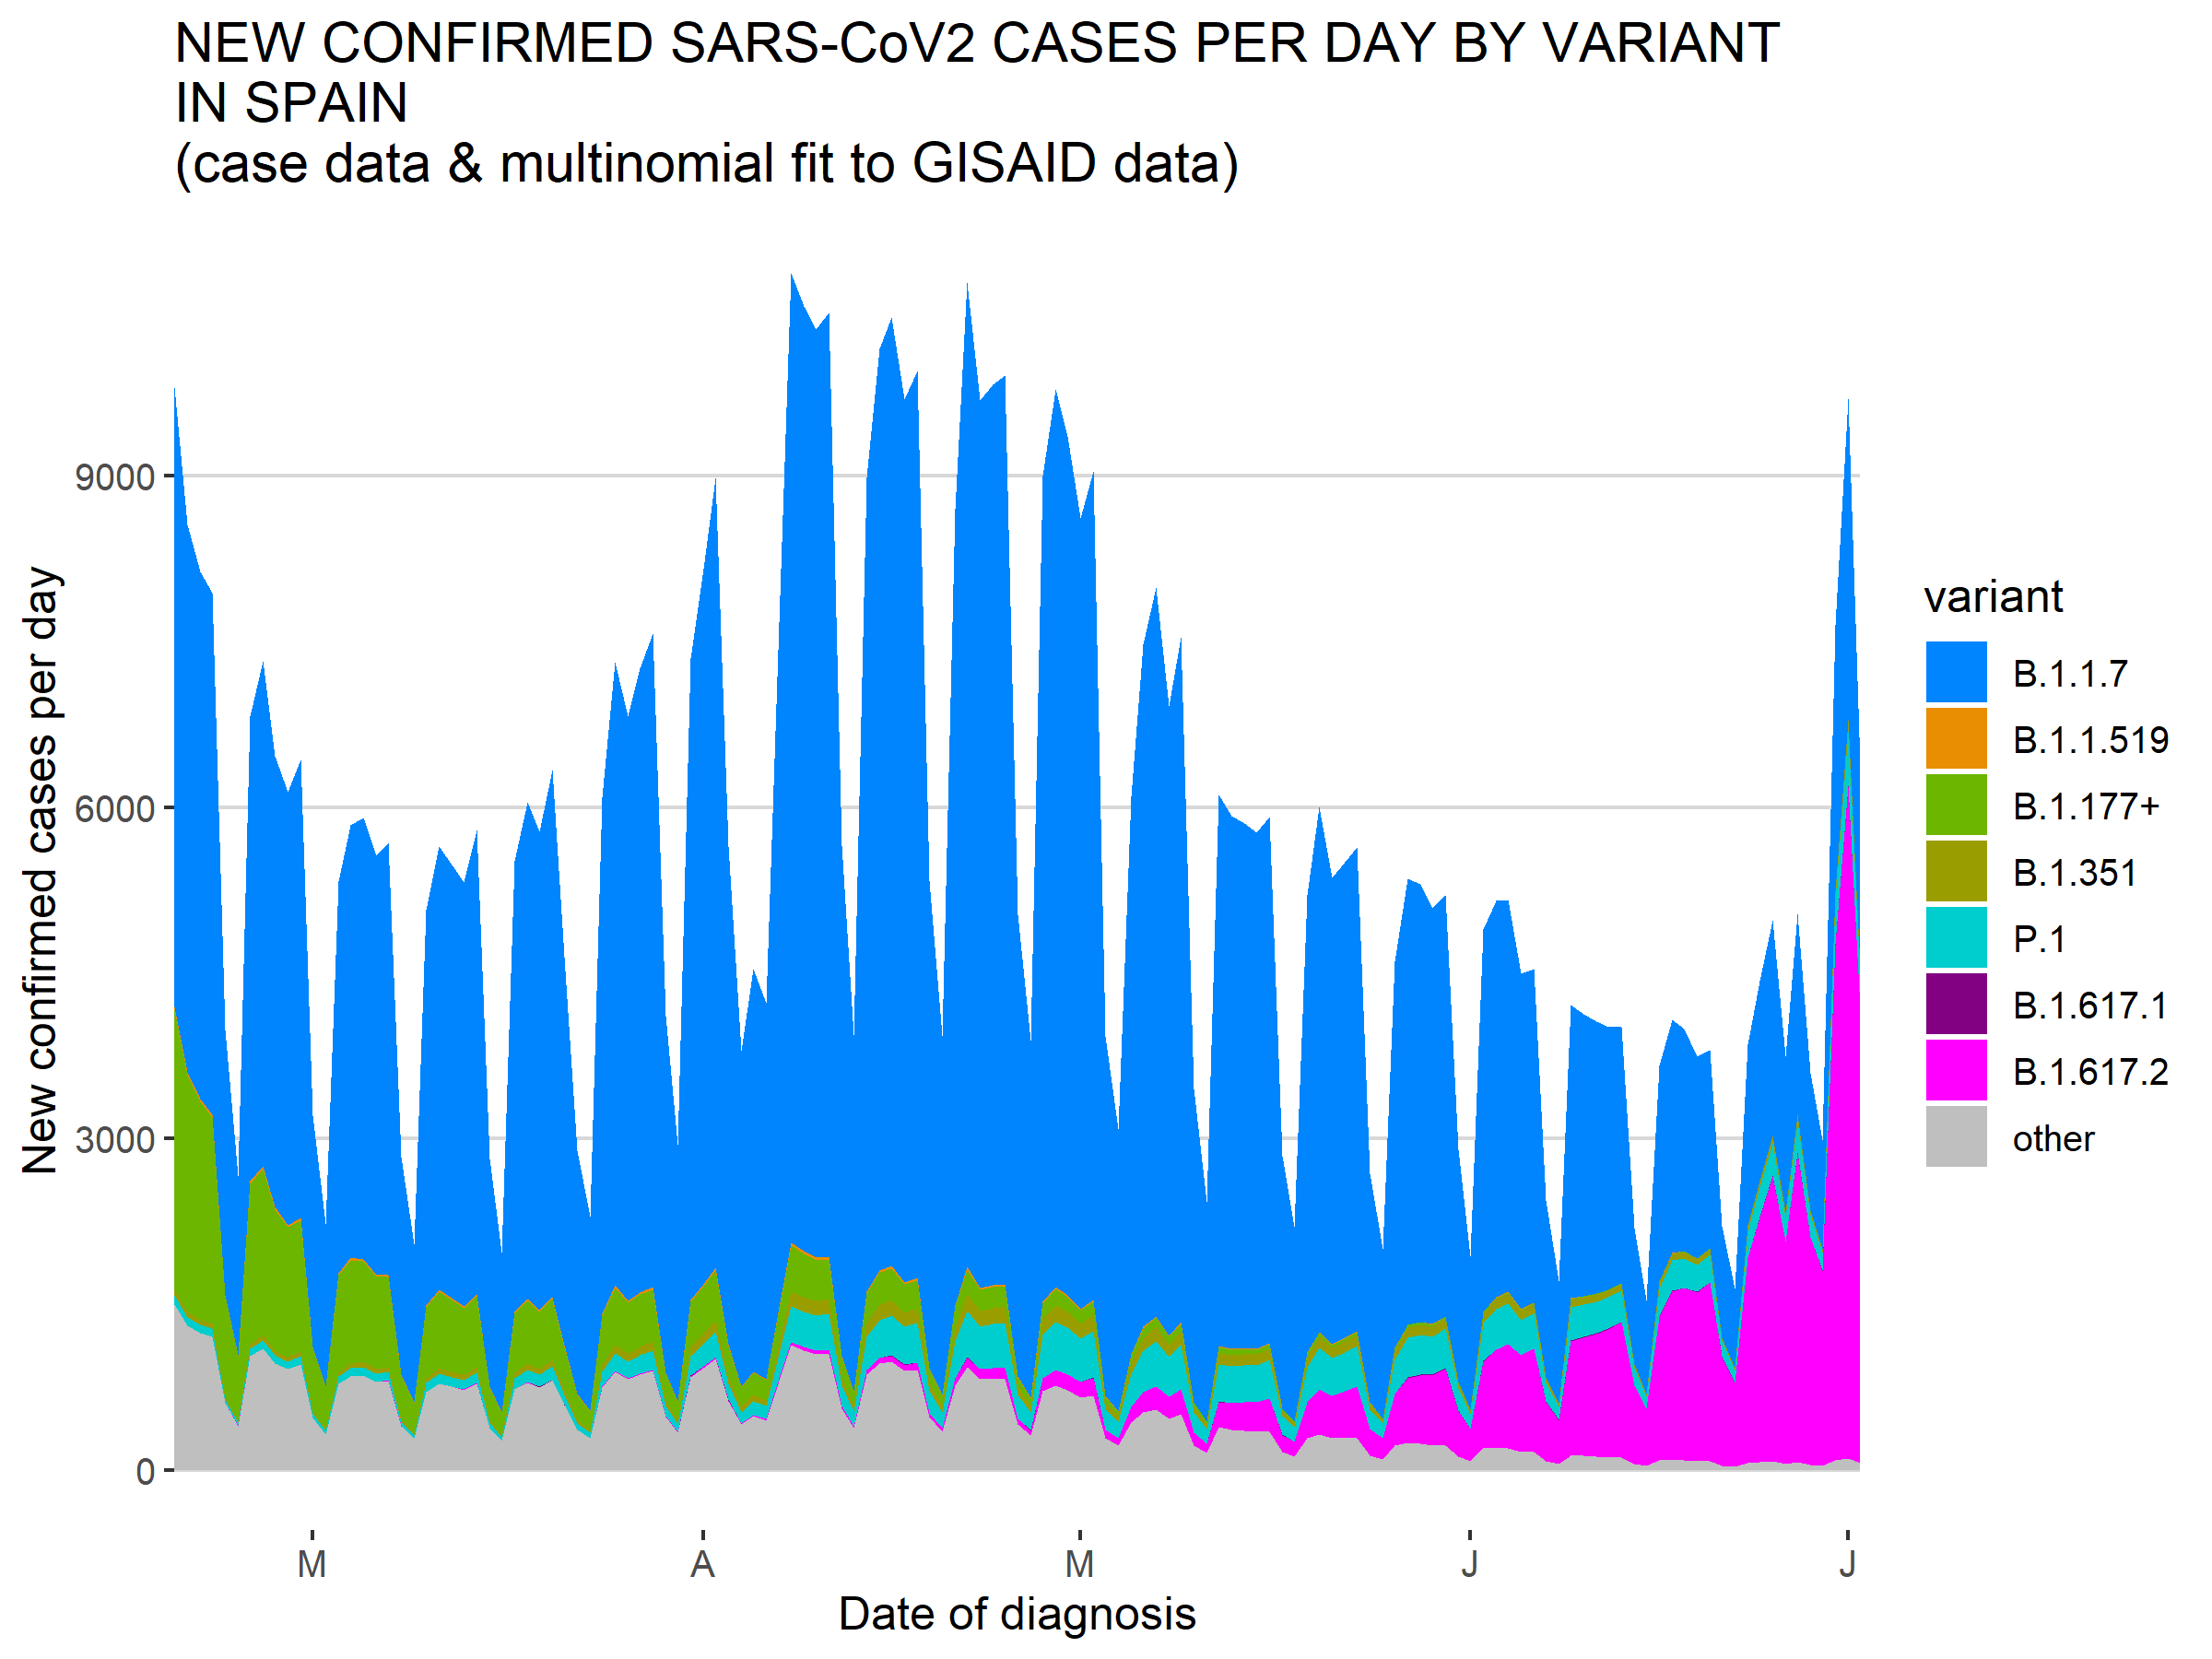 NEW CONFIRMED SARS-CoV2 CASES PER DAY BY VARIANT
IN SPAIN
(case data & multinomial fit to GISAID data)
New confirmed cases per day
9000
6000
3000
0
M
A
M
J
J
Date of diagnosis
variant
B.1.1.7
B.1.1.519
B.1.177+
B.1.351
P.1
B.1.617.1
B.1.617.2
other